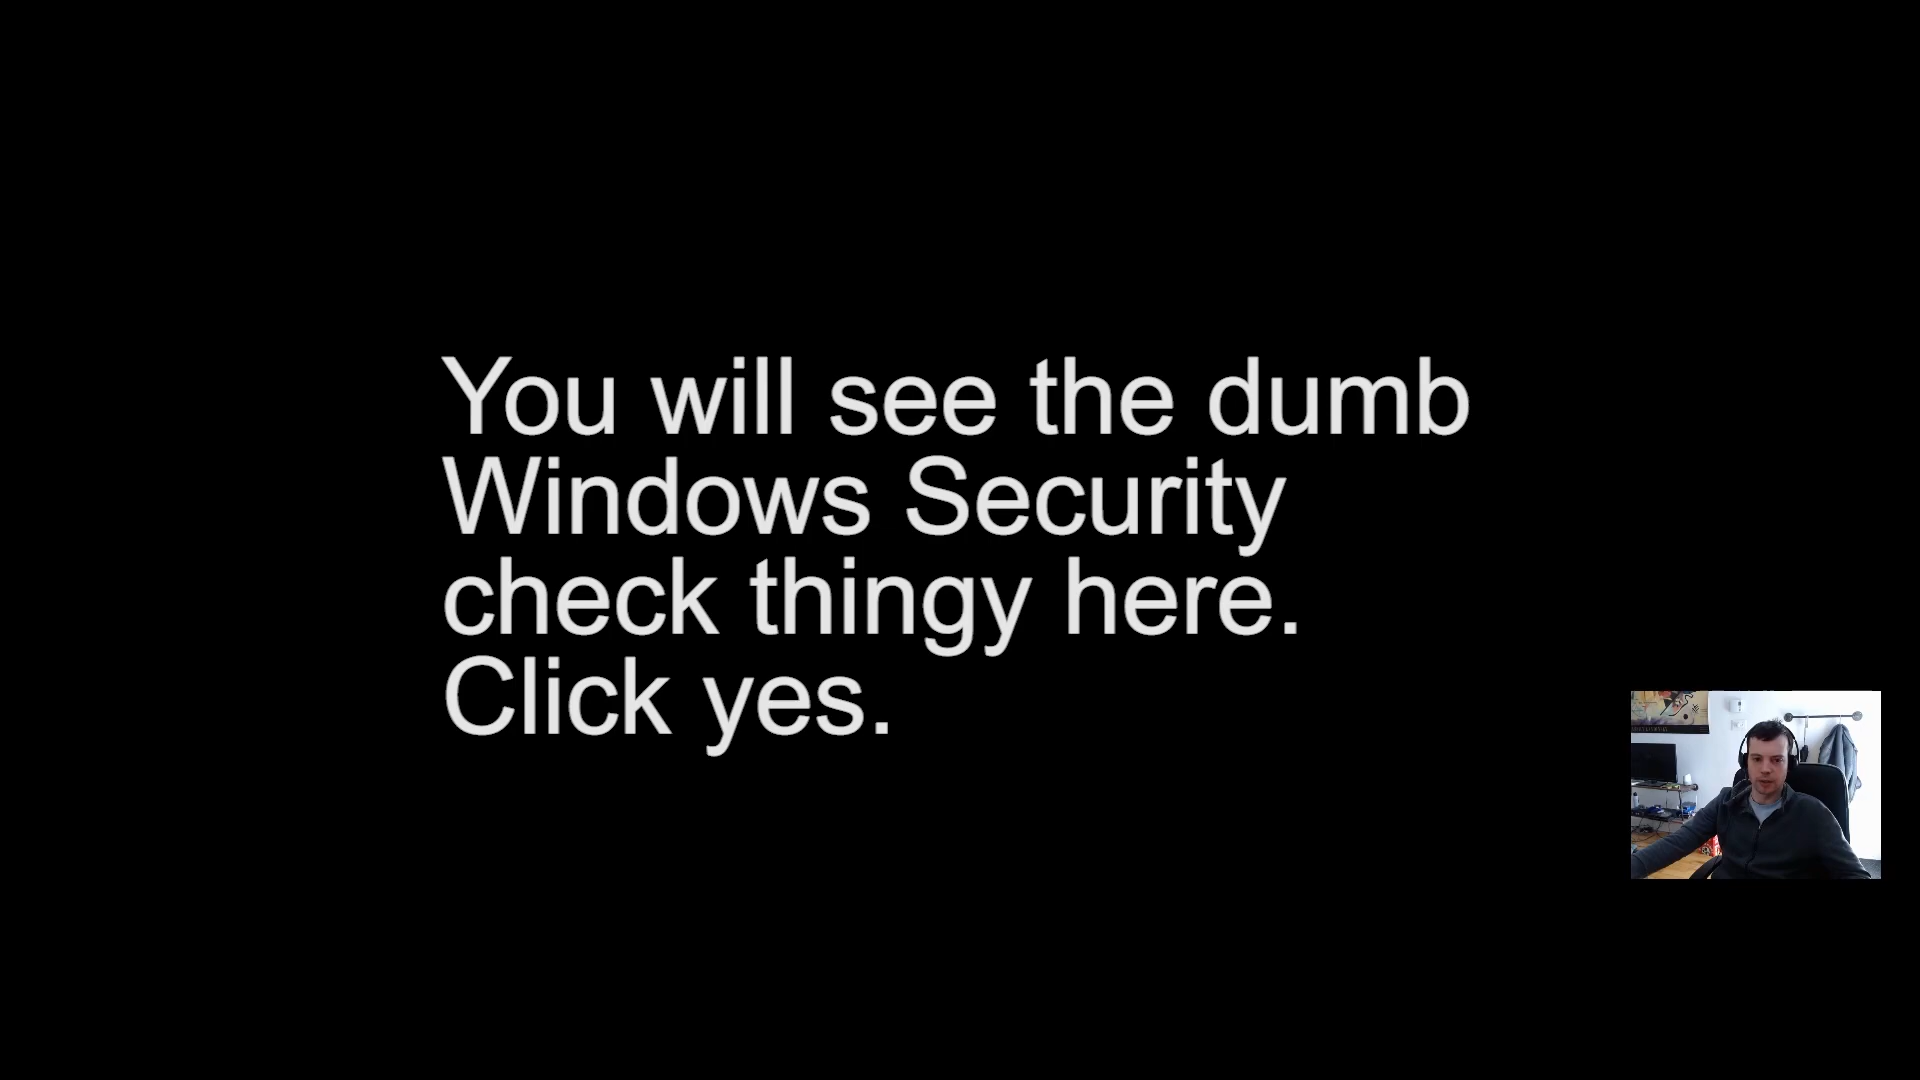 You will see the dumb
Windows Security
check thingy here.
Click yes.